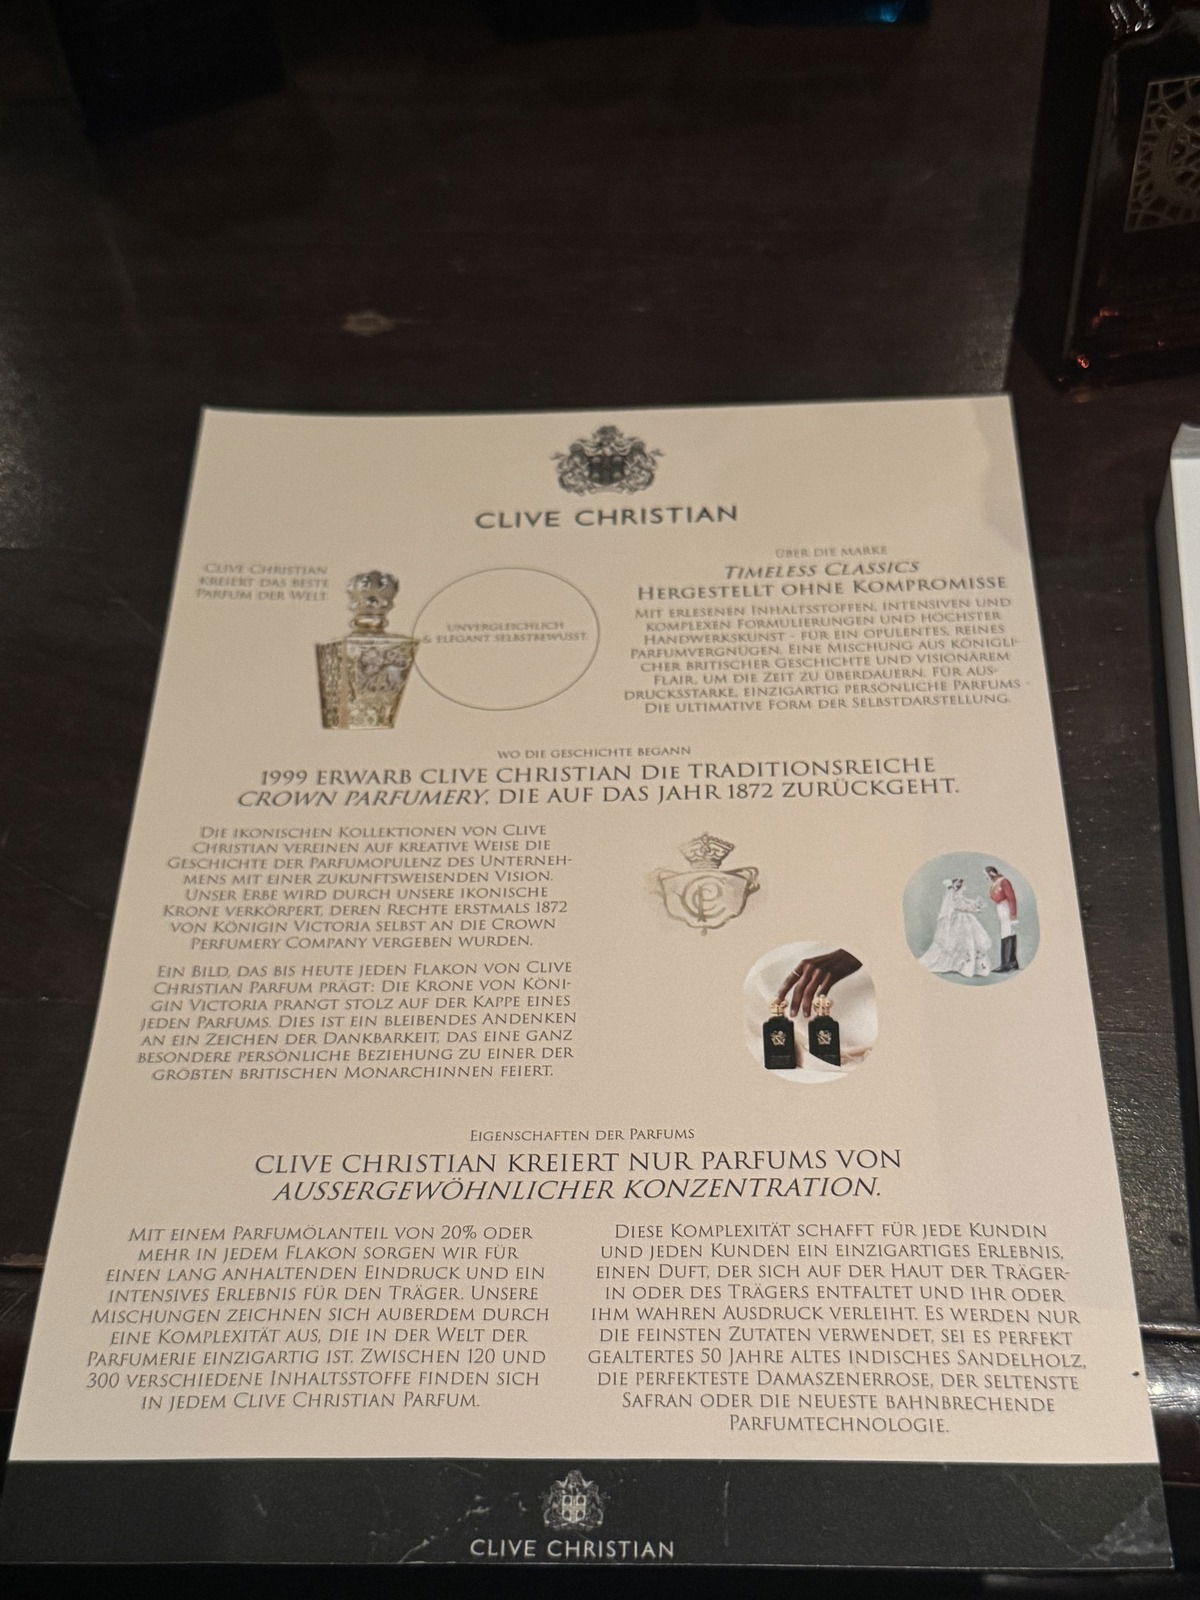 CLIVE CHRISTIAN
CLIVE CHRISTIAN
KREIERT DAS BESTE
PARFUM DER WELT.
UNVERGLEICHLICH
& ELEGANT SELBSTBEWUSST.
ÜBER DIE MARKE
TIMELESS CLASSICS
HERGESTELLT OHNE KOMPROMISSE
MIT ERLESENEN INHALTSSTOFFEN, INTENSIVEN UND
KOMPLEXEN FORMULIERUNGEN UND HÖCHSTER
HANDWERKSKUNST - FÜR EIN OPULENTES, REINES
PARFUMVERGNÜGEN. EINE MISCHUNG AUS KÖNIGLI-
CHER BRITISCHER GESCHICHTE UND VISIONÄREM
FLAIR, UM DIE ZEIT ZU ÜBERDAUERN. FÜR AUS-
DRUCKSSTARKE, EINZIGARTIG PERSÖNLICHE PARFUMS -
DIE ULTIMATIVE FORM DER SELBSTDARSTELLUNG.
WO DIE GESCHICHTE BEGANN
1999 ERWARB CLIVE CHRISTIAN DIE TRADITIONSREICHE
CROWN PARFUMERY, DIE AUF DAS JAHR 1872 ZURÜCKGEHT.
DIE IKONISCHEN KOLLEKTIONEN VON CLIVE
CHRISTIAN VEREINEN AUF KREATIVE WEISE DIE
GESCHICHTE DER PARFUMOPULENZ DES UNTERNEH-
MENS MIT EINER ZUKUNFTSWEISENDEN VISION.
UNSER ERBE WIRD DURCH UNSERE IKONISCHE
KRONE VERKÖRPERT, DEREN RECHTE ERSTMALS 1872
VON KÖNIGIN VICTORIA SELBST AN DIE CROWN
PERFUMERY COMPANY VERGEBEN WURDEN.
EIN BILD, DAS BIS HEUTE JEDEN FLAKON VON CLIVE
CHRISTIAN PARFUM PRÄGT: DIE KRONE VON KÖNI-
GIN VICTORIA PRANGT STOLZ AUF DER KAPPE EINES
JEDEN PARFUMS. DIES IST EIN BLEIBENDES ANDENKEN
AN EIN ZEICHEN DER DANKBARKEIT, DAS EINE GANZ
BESONDERE PERSÖNLICHE BEZIEHUNG ZU EINER DER
GRÖßTEN BRITISCHEN MONARCHINNEN FEIERT.
EIGENSCHAFTEN DER PARFUMS
CLIVE CHRISTIAN KREIERT NUR PARFUMS VON
AUSSERGEWÖHNLICHER KONZENTRATION.
MIT EINEM PARFUMÖLANTEIL VON 20% ODER
MEHR IN JEDEM FLAKON SORGEN WIR FÜR
EINEN LANG ANHALTENDEN EINDRUCK UND EIN
INTENSIVES ERLEBNIS FÜR DEN TRÄGER. UNSERE
MISCHUNGEN ZEICHNEN SICH AUßERDEM DURCH
EINE KOMPLEXITÄT AUS, DIE IN DER WELT DER
PARFUMERIE EINZIGARTIG IST. ZWISCHEN 120 UND
300 VERSCHIEDENE INHALTSSTOFFE FINDEN SICH
IN JEDEM CLIVE CHRISTIAN PARFUM.
DIESE KOMPLEXITÄT SCHAFFT FÜR JEDE KUNDIN
UND JEDEN KUNDEN EIN EINZIGARTIGES ERLEBNIS,
EINEN DUFT, DER SICH AUF DER HAUT DER TRÄGER-
IN ODER DES TRÄGERS ENTFALTET UND IHR ODER
IHM WAHREN AUSDRUCK VERLEIHT. ES WERDEN NUR
DIE FEINSTEN ZUTATEN VERWENDET, SEI ES PERFEKT
GEALTERTES 50 JAHRE ALTES INDISCHES SANDELHOLZ,
DIE PERFEKTESTE DAMASZENERROSE, DER SELTENSTE
SAFRAN ODER DIE NEUESTE BAHNBRECHENDE
PARFUMTECHNOLOGIE.
CLIVE CHRISTIAN